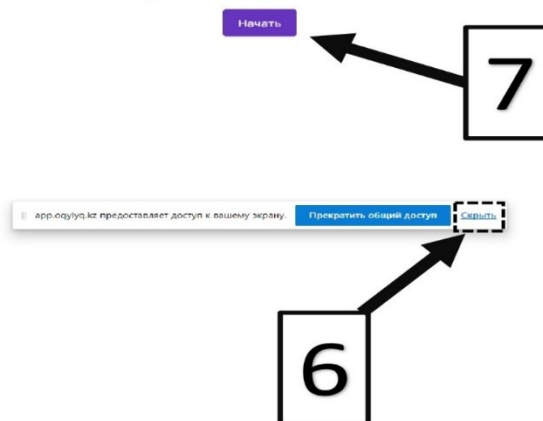 Начать
7
app.oqylyq.kz предоставляет доступ к вашему экрану. Прекратить общий доступ Скрыть
6